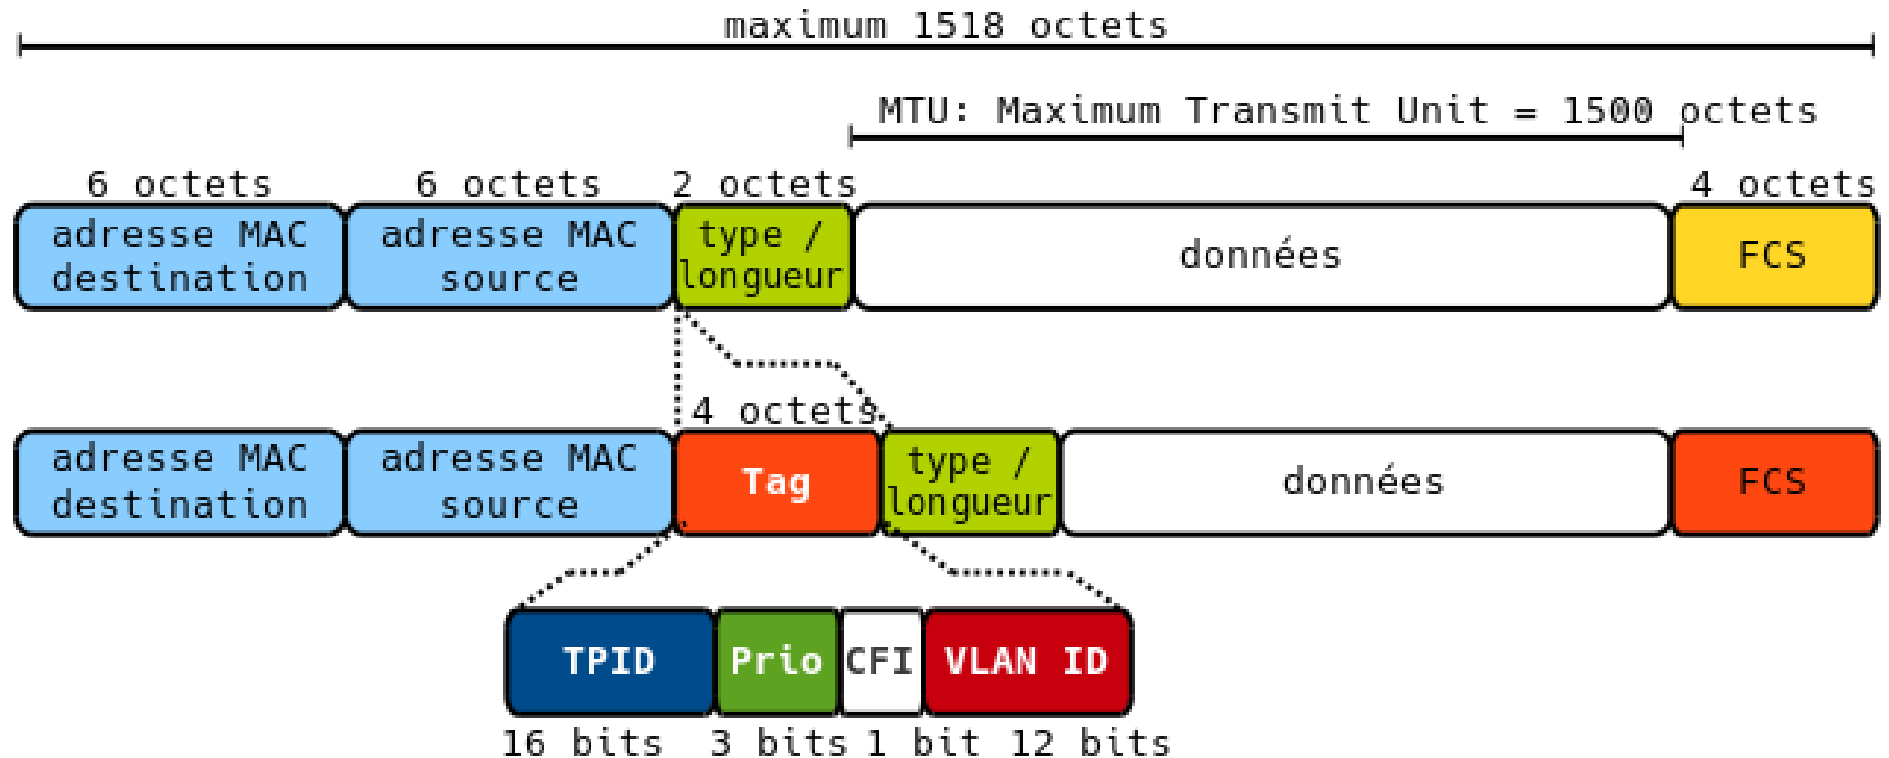 maximum 1518 octets
MTU: Maximum Transmit Unit = 1500 octets
6 octets
6 octets
2 octets
4 octets
adresse MAC
destination
adresse MAC
source
type /
longueur
données
FCS
4 octets
adresse MAC
destination
adresse MAC
source
Tag
type /
longueur
données
FCS
TPID
Prio
CFI
VLAN ID
16 bits
3 bits
1 bit
12 bits